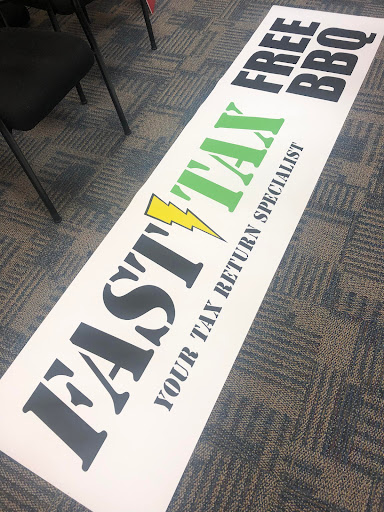 FAST TAX
YOUR TAX RETURN SPECIALIST
FREE
BBQ